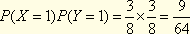 P(X = 1)P(Y = 1) = 3/8 × 3/8 = 9/64